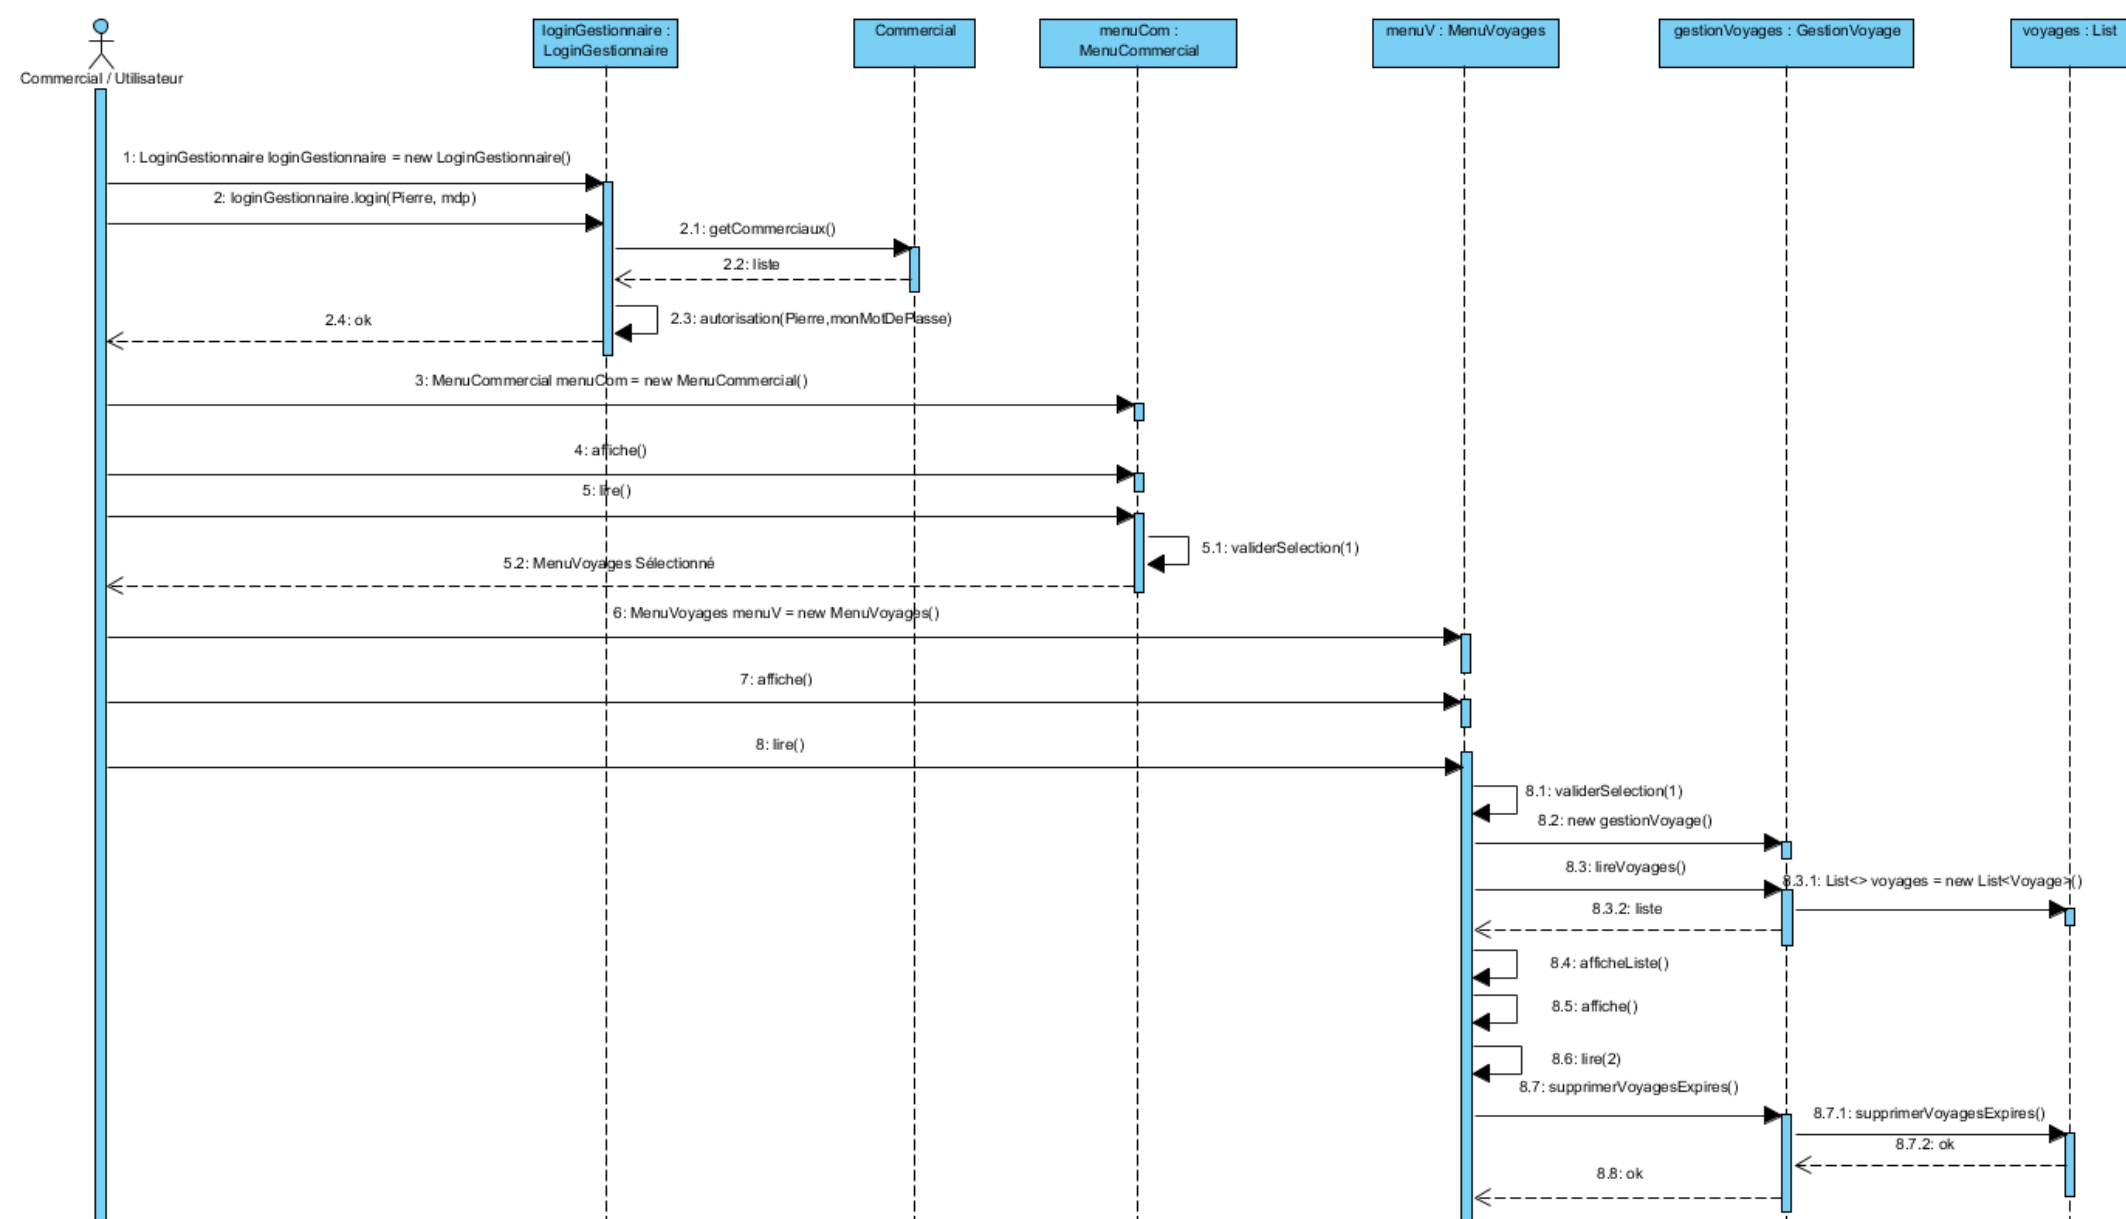 loginGestionnaire :
LoginGestionnaire
Commercial
menuCom :
MenuCommercial
menuV : MenuVoyages
gestionVoyages : GestionVoyage
voyages : List
Commercial / Utilisateur
1: LoginGestionnaire loginGestionnaire = new LoginGestionnaire()
2: loginGestionnaire.login(Pierre, mdp)
2.1: getCommerciaux()
2.2: liste
2.3: autorisation(Pierre,monMotDePasse)
2.4: ok
3: MenuCommercial menuCom = new MenuCommercial()
4: affiche()
5: lire()
5.1: validerSelection(1)
5.2: MenuVoyages Sélectionné
6: MenuVoyages menuV = new MenuVoyages()
7: affiche()
8: lire()
8.1: validerSelection(1)
8.2: new gestionVoyage()
8.3: lireVoyages()
8.3.1: List<> voyages = new List<Voyage>()
8.3.2: liste
8.4: afficheListe()
8.5: affiche()
8.6: lire(2)
8.7: supprimerVoyagesExpires()
8.7.1: supprimerVoyagesExpires()
8.7.2: ok
8.8: ok